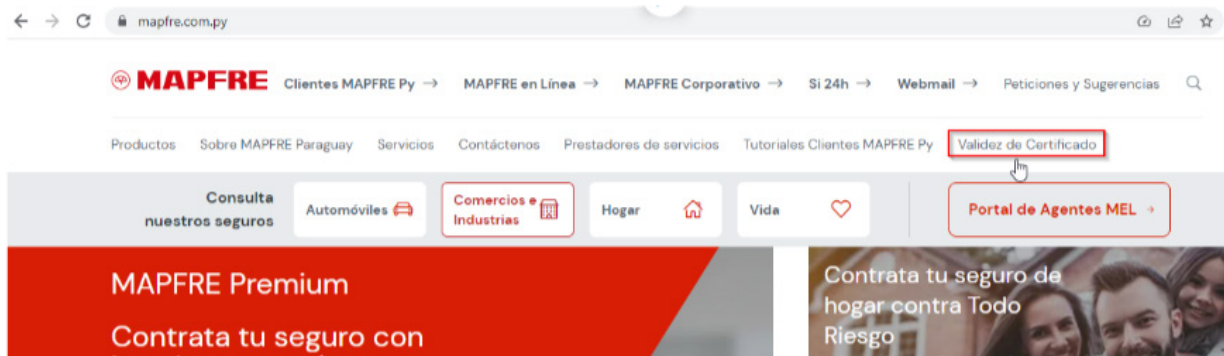 mapfre.com.py
MAPFRE Clientes MAPFRE Py → MAPFRE en Línea → MAPFRE Corporativo → Si 24h → Webmail → Peticiones y Sugerencias
Productos Sobre MAPFRE Paraguay Servicios Contáctenos Prestadores de servicios Tutoriales Clientes MAPFRE Py Validez de Certificado
Consulta
nuestros seguros
Automóviles
Comercios e
Industrias
Hogar
Vida
Portal de Agentes MEL →
MAPFRE Premium
Contrata tu seguro con
Contrata tu seguro de
hogar contra Todo
Riesgo